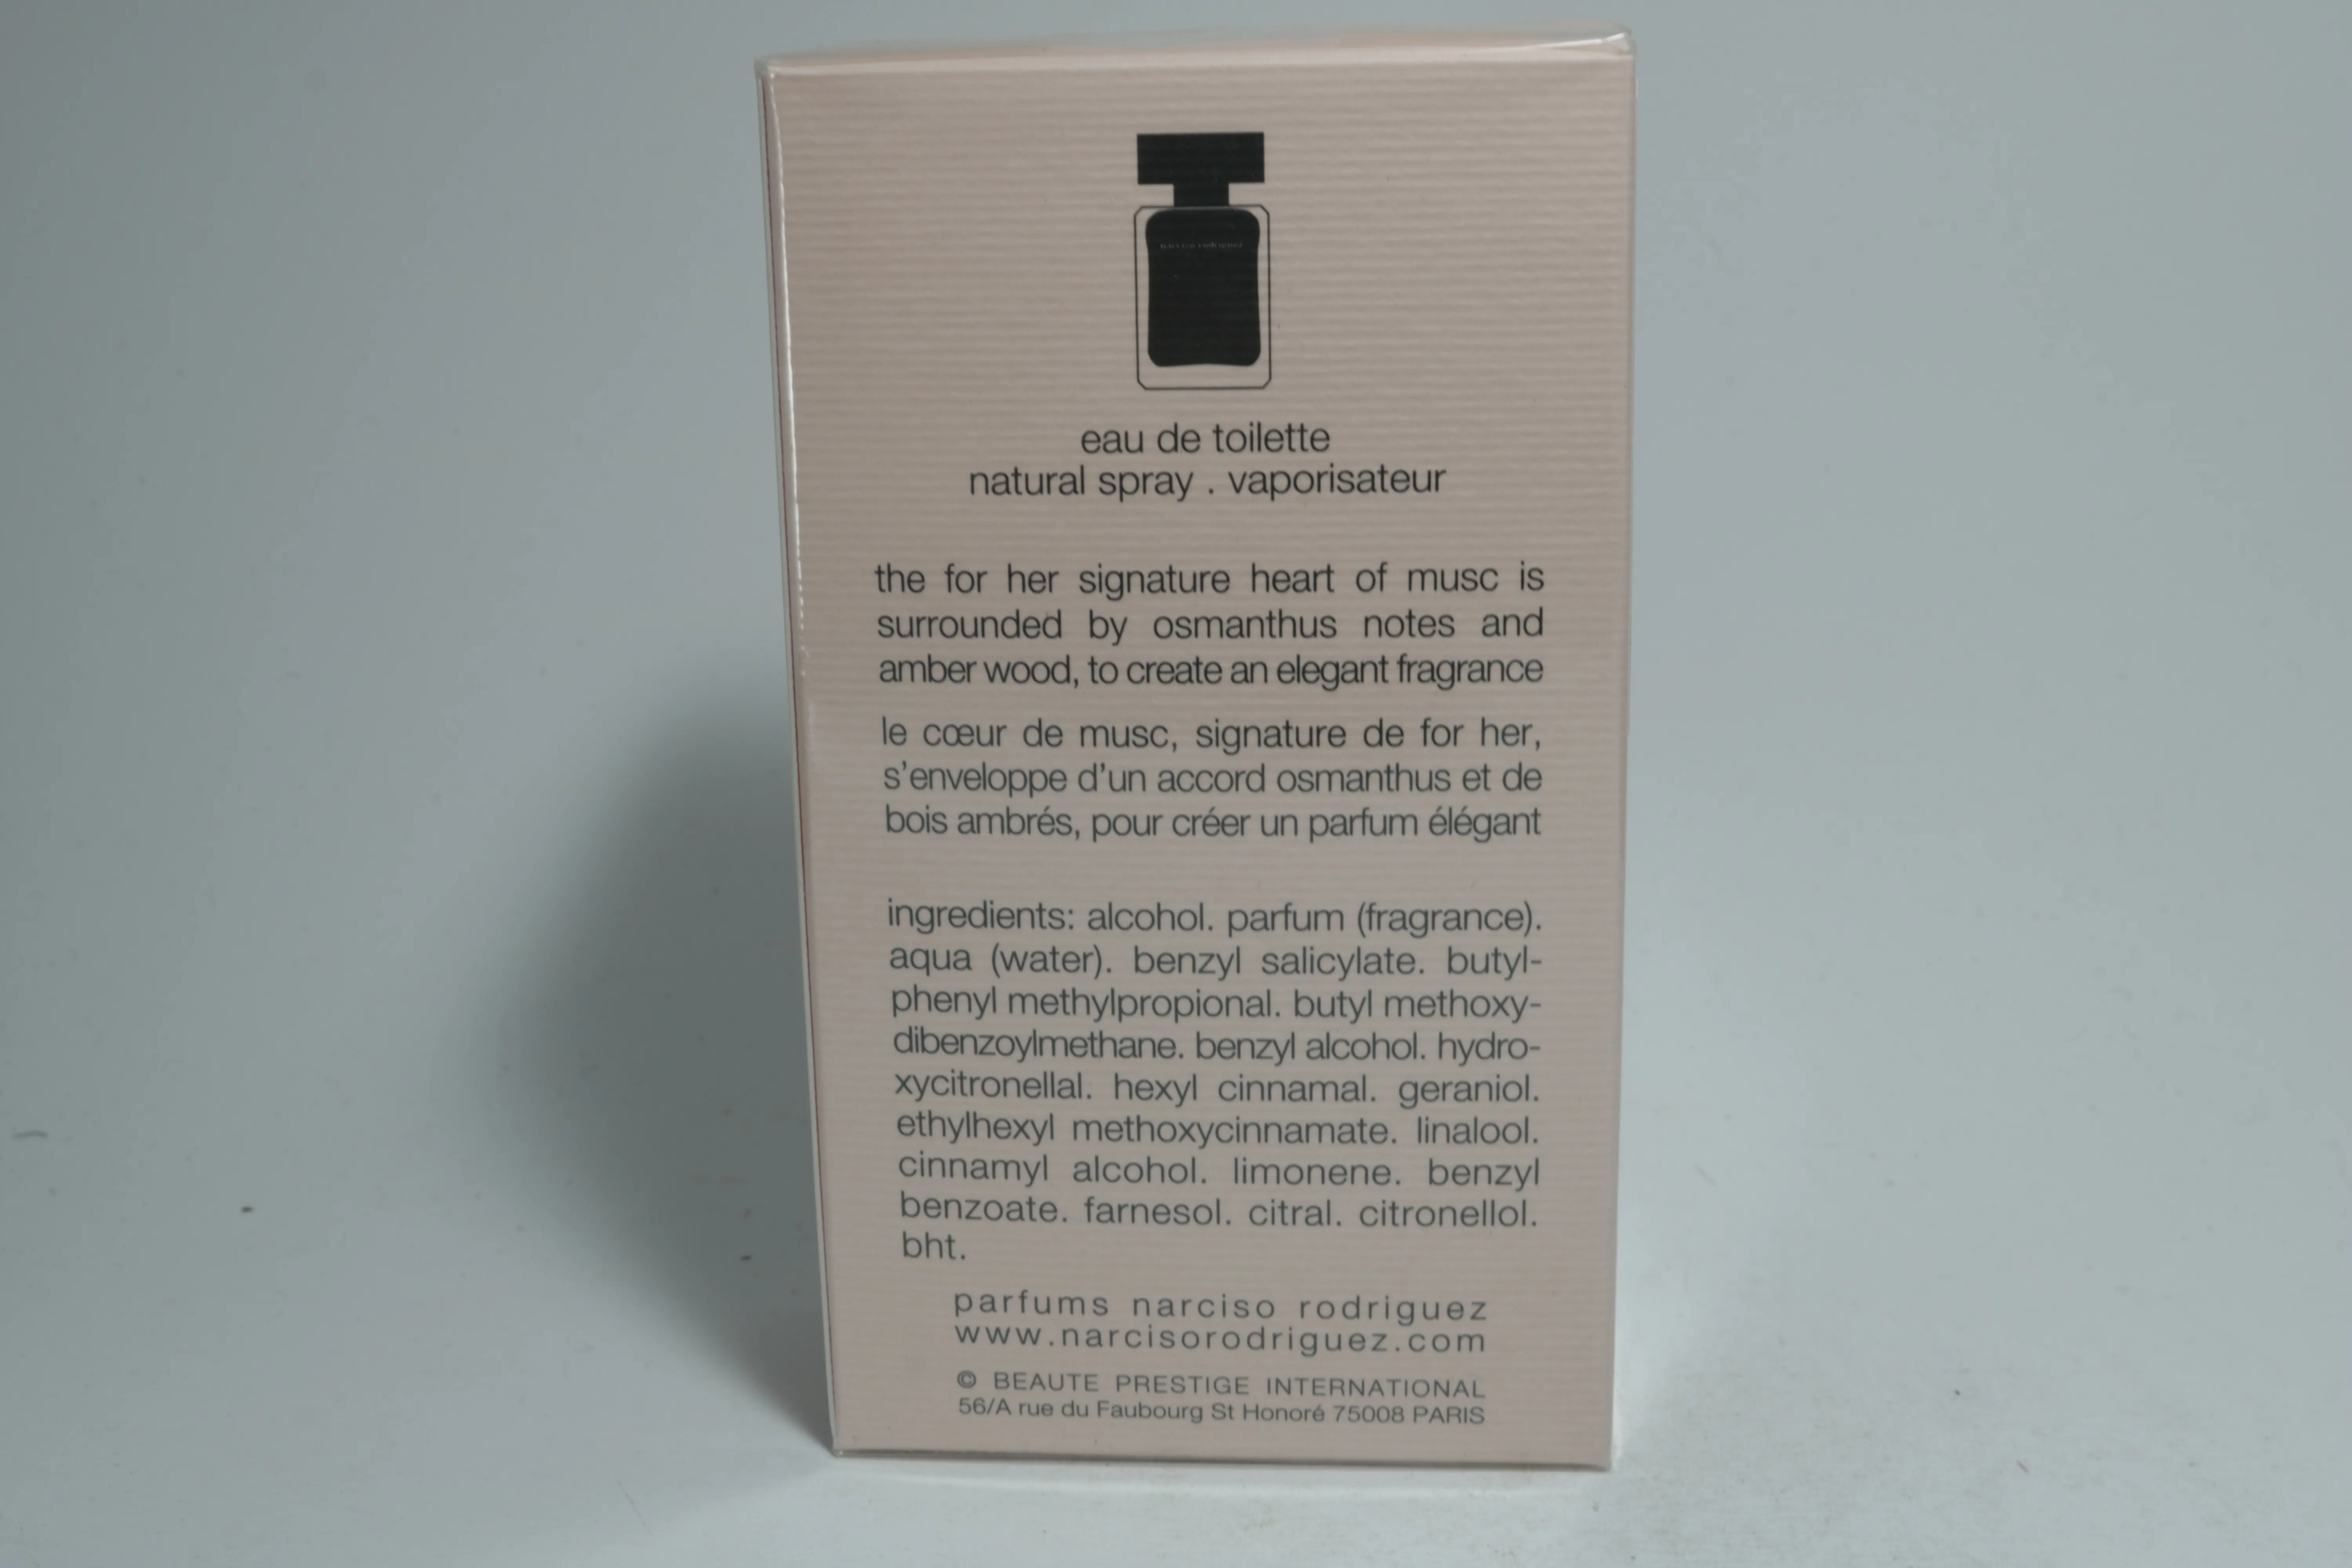 narciso rodriguez
eau de toilette
natural spray . vaporisateur
the for her signature heart of musc is
surrounded by osmanthus notes and
amber wood, to create an elegant fragrance
le cœur de musc, signature de for her,
s'enveloppe d'un accord osmanthus et de
bois ambrés, pour créer un parfum élégant
ingredients: alcohol. parfum (fragrance).
aqua (water). benzyl salicylate. butyl-
phenyl methylpropional. butyl methoxy-
dibenzoylmethane. benzyl alcohol. hydro-
xycitronellal. hexyl cinnamal. geraniol.
ethylhexyl methoxycinnamate. linalool.
cinnamyl alcohol. limonene. benzyl
benzoate. farnesol. citral. citronellol.
bht.
parfums narciso rodriguez
www.narcisorodriguez.com
© BEAUTE PRESTIGE INTERNATIONAL
56/A rue du Faubourg St Honoré 75008 PARIS